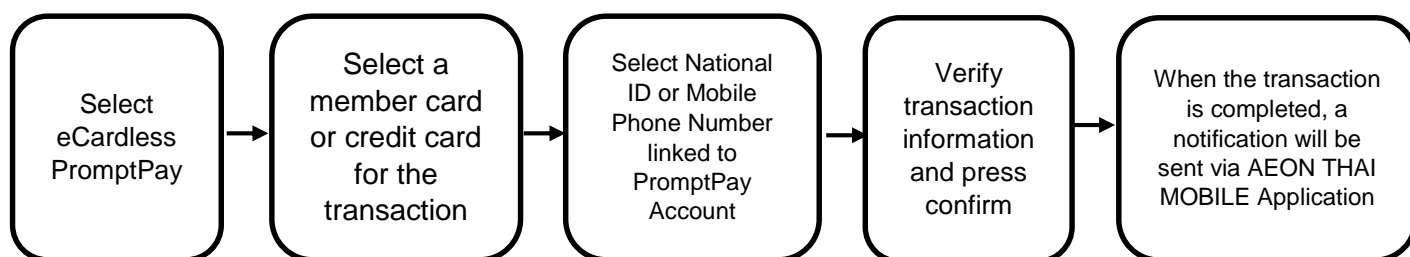 Select
eCardless
PromptPay
Select a
member card
or credit card
for the
transaction
Select National
ID or Mobile
Phone Number
linked to
PromptPay
Account
Verify
transaction
information
and press
confirm
When the transaction
is completed, a
notification will be
sent via AEON THAI
MOBILE Application